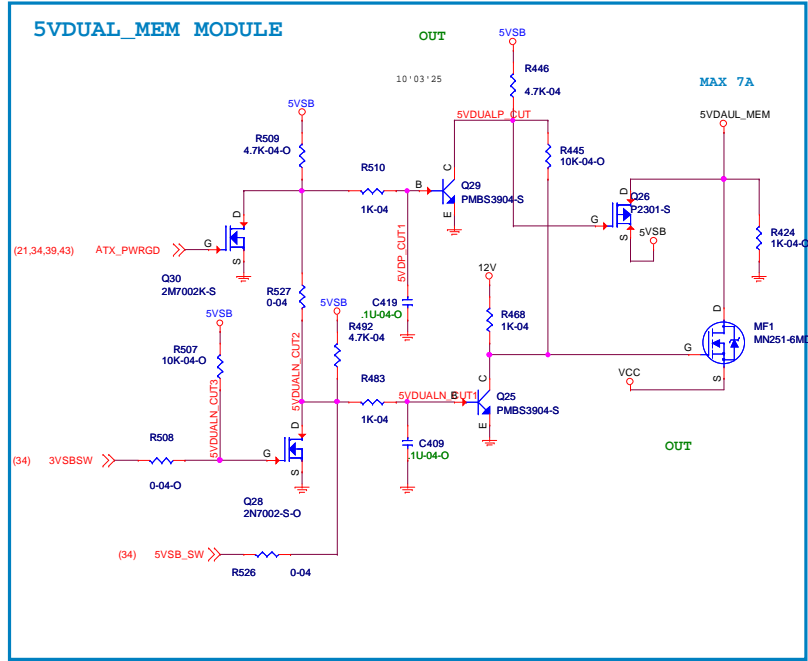 5VDUAL_MEM MODULE
OUT
5VSB
10'03'25
R446
4.7K-04
MAX 7A
5VSB
5VDUALP_CUT
5VDAUL_MEM
R509
4.7K-04-O
R510
R445
10K-04-O
B
C
Q29
PMBS3904-S
E
1K-04
D
Q26
P2301-S
G
S
5VSB
R424
1K-04-O
(21,34,39,43)
ATX_PWRGD
G
D
S
Q30
2M7002K-S
5VDP_CUT1
12V
5VSB
R527
0-04
5VSB
C419
.1U-04-O
R468
1K-04
D
MF1
MN251-6MD
G
S
R492
4.7K-04
R507
10K-04-O
5VDUALN_CUT2
5VDUALN_CUT3
R483
5VDUALN_CUT1
B
C
Q25
PMBS3904-S
E
VCC
1K-04
R508
(34)
3VSBSW
G
D
S
C409
.1U-04-O
OUT
0-04-O
Q28
2N7002-S-O
(34)
5VSB_SW
R526
0-04